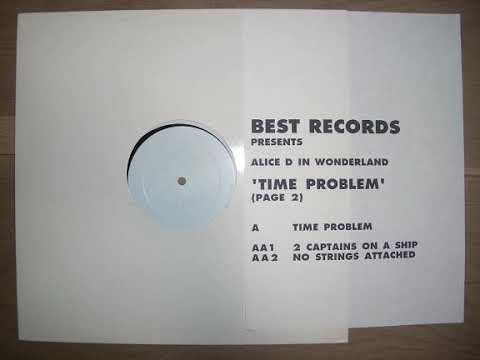 BEST RECORDS
PRESENTS
ALICE D IN WONDERLAND
'TIME PROBLEM'
(PAGE 2)
A TIME PROBLEM
AA1 2 CAPTAINS ON A SHIP
AA2 NO STRINGS ATTACHED